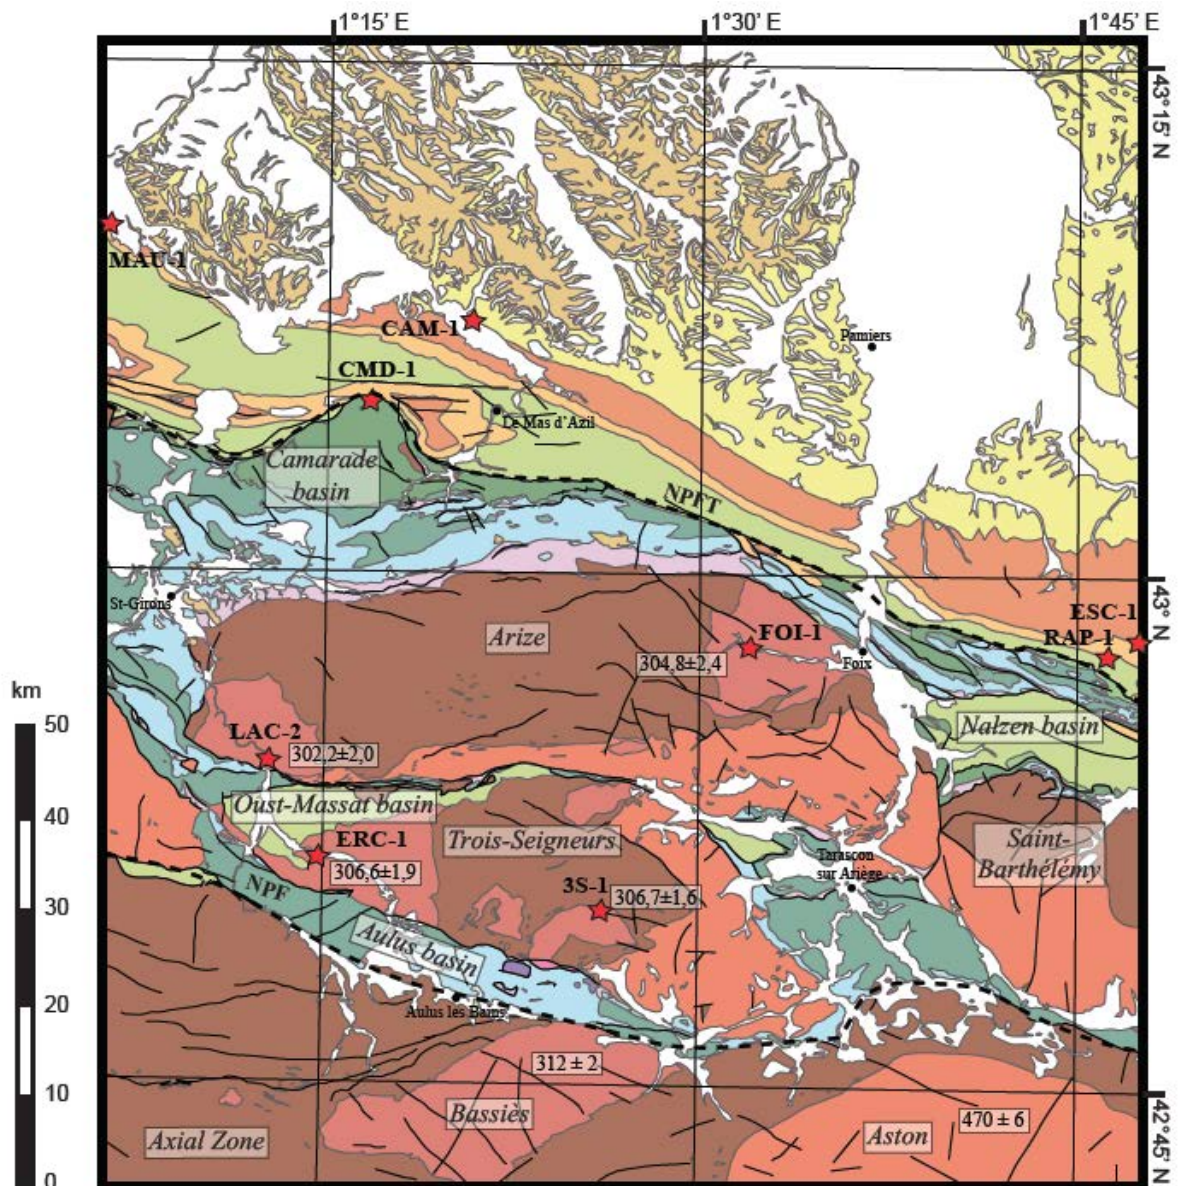 1°15' E
1°30' E
1°45' E
43°15' N
MAU-1
CAM-1
Pamiers
CMD-1
Le Mas d'Azil
Camarade
basin
NPFT
43° N
St-Girons
ESC-1
RAP-1
Arize
FOI-1
304,8±2,4
Foix
km
50
LAC-2
302,2±2,0
Nalzen basin
40
Oust-Massat basin
ERC-1
306,6±1,9
Trois-Seigneurs
Saint-
Barthélémy
Tarascon
sur Ariège
30
NPF
3S-1
306,7±1,6
Aulus basin
20
Aulus les Bains
312 ± 2
10
Bassiès
470 ± 6
Axial Zone
Aston
42°45' N
0